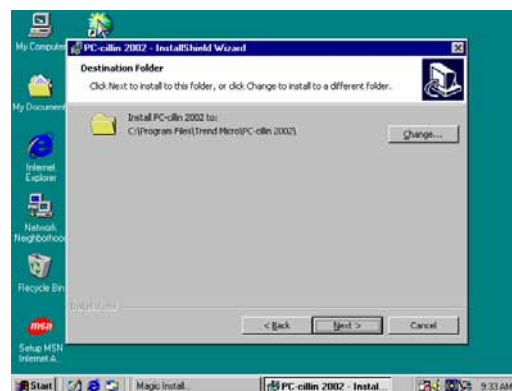 My Computer
PC-cillin 2002 - InstallShield Wizard
Destination Folder
Click Next to install to this folder, or click Change to install to a different folder.
My Document
Install PC-cillin 2002 to:
C:\Program Files\Trend Micro\PC-cillin 2002\
Change...
Internet
Explorer
Network
Neighborhoo
Recycle Bin
InstallShield
< Back
Next >
Cancel
Setup MSN
Internet A...
msn
Start
Magic Install...
PC-cillin 2002 - Instal...
9:33 AM